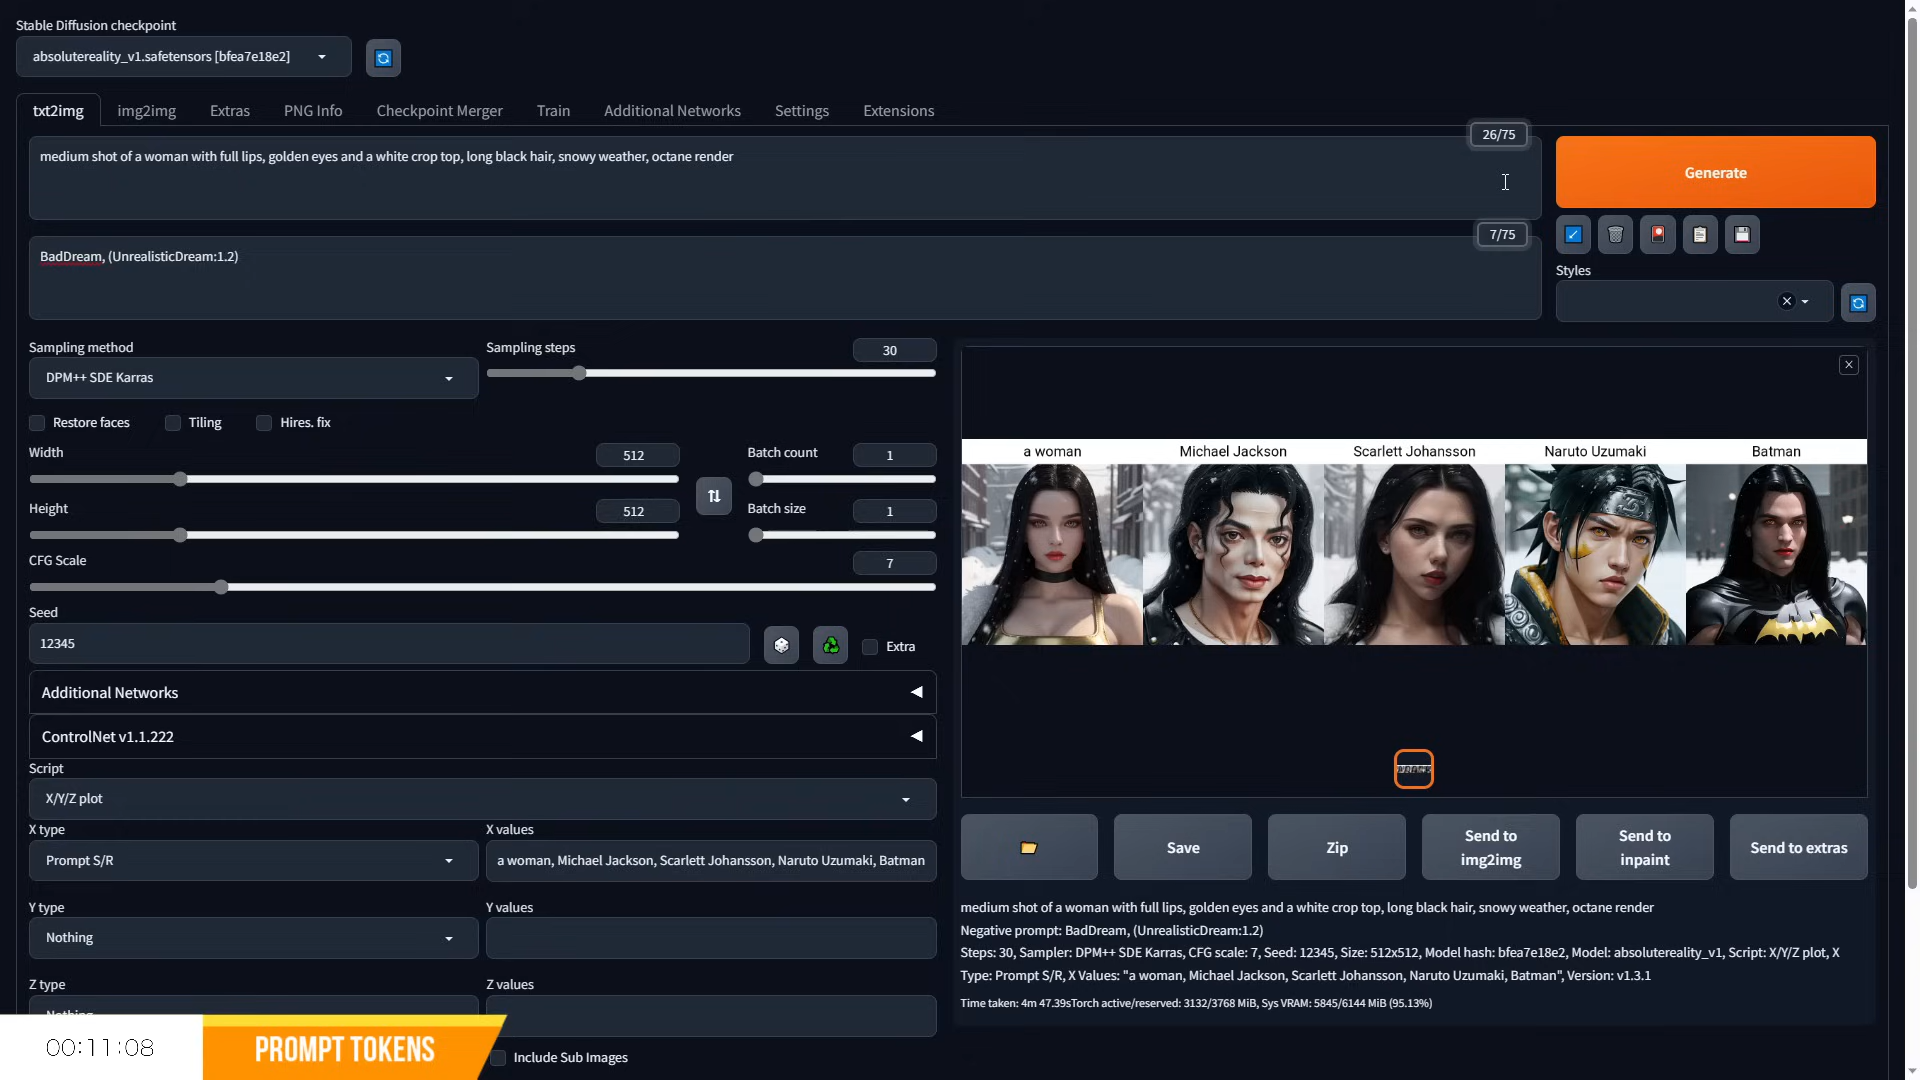 Stable Diffusion checkpoint
absolutereality_v1.safetensors [bfea7e18e2]
txt2img
img2img
Extras
PNG Info
Checkpoint Merger
Train
Additional Networks
Settings
Extensions
26/75
medium shot of a woman with full lips, golden eyes and a white crop top, long black hair, snowy weather, octane render
Generate
7/75
BadDream, (UnrealisticDream:1.2)
Styles
Sampling method
DPM++ SDE Karras
Sampling steps
30
Restore faces
Tiling
Hires. fix
Width
512
Batch count
1
Height
512
Batch size
1
CFG Scale
7
Seed
12345
Extra
Additional Networks
ControlNet v1.1.222
Script
X/Y/Z plot
X type
X values
Prompt S/R
a woman, Michael Jackson, Scarlett Johansson, Naruto Uzumaki, Batman
Y type
Y values
Nothing
Z type
Z values
Nothing
Include Sub Images
a woman
Michael Jackson
Scarlett Johansson
Naruto Uzumaki
Batman
Save
Zip
Send to
img2img
Send to
inpaint
Send to extras
medium shot of a woman with full lips, golden eyes and a white crop top, long black hair, snowy weather, octane render
Negative prompt: BadDream, (UnrealisticDream:1.2)
Steps: 30, Sampler: DPM++ SDE Karras, CFG scale: 7, Seed: 12345, Size: 512x512, Model hash: bfea7e18e2, Model: absolutereality_v1, Script: X/Y/Z plot, X
Type: Prompt S/R, X Values: "a woman, Michael Jackson, Scarlett Johansson, Naruto Uzumaki, Batman", Version: v1.3.1
Time taken: 4m 47.39sTorch active/reserved: 3132/3768 MiB, Sys VRAM: 5845/6144 MiB (95.13%)
00:11:08
PROMPT TOKENS